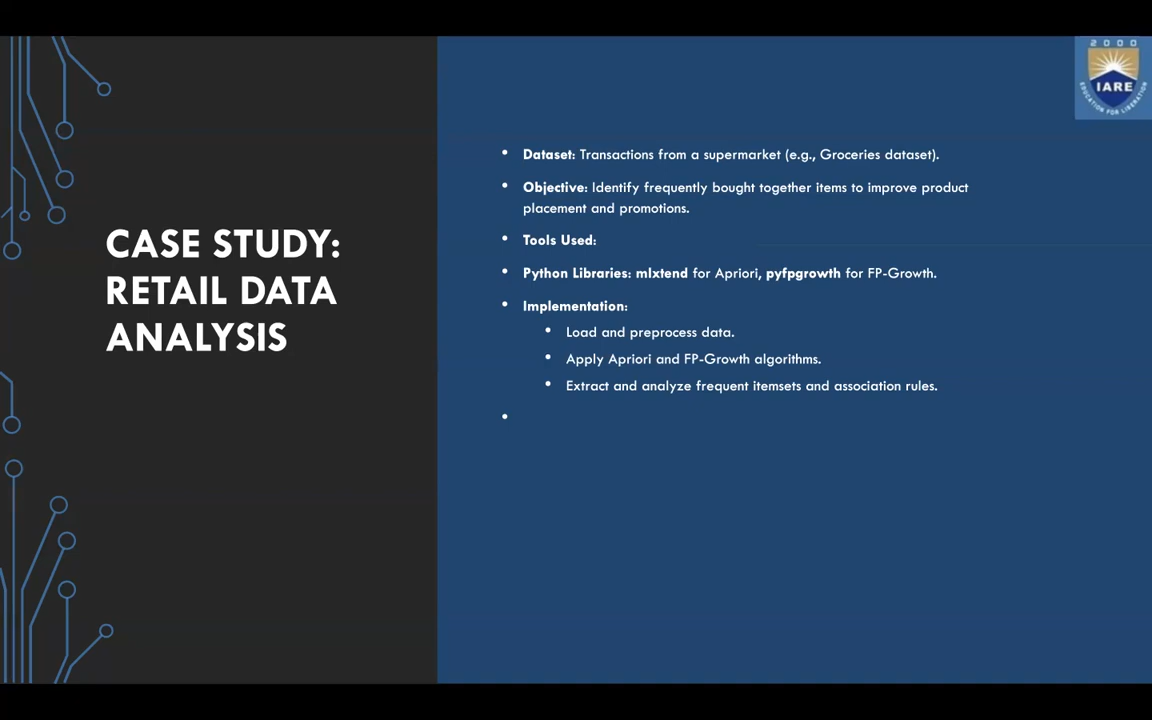 2000
IARE
EDUCATION FOR LIBERATION
CASE STUDY:
RETAIL DATA
ANALYSIS
• Dataset: Transactions from a supermarket (e.g., Groceries dataset).
• Objective: Identify frequently bought together items to improve product
placement and promotions.
• Tools Used:
• Python Libraries: mlxtend for Apriori, pyfpgrowth for FP-Growth.
• Implementation:
• Load and preprocess data.
• Apply Apriori and FP-Growth algorithms.
• Extract and analyze frequent itemsets and association rules.
•